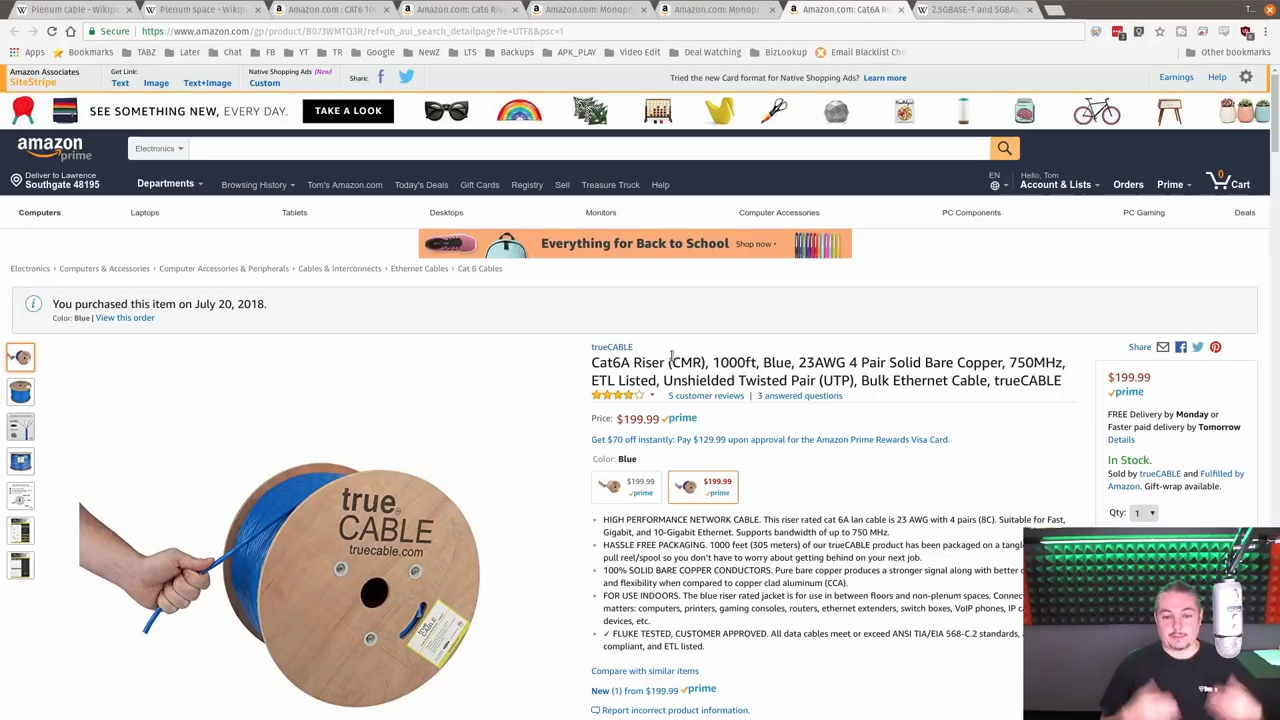 Plenum cable - Wikip
Plenum space - Wikip
Amazon.com : CAT6 10
Amazon.com: cat6 Rise
Amazon.com: Monopri
Amazon.com: Monopr
Amazon.com: Cat6A Ris
2.5GBASE-T and 5GBAS
Secure
https://www.amazon.com/gp/product/B073WMTQ3R/ref=oh_aui_search_detailpage?ie=UTF8&psc=1
Apps Bookmarks TABZ Later Chat FB YT TR Google NewZ LTS Backups APK_PLAY Video Edit Deal Watching BizLookup Email Blacklist Che Other bookmarks
Amazon Associates
SiteStripe
Get Link:
Text Image Text+Image
Native Shopping Ads (New)
Custom
Share:
Tried the new Card format for Native Shopping Ads? Learn more
Earnings Help
SEE SOMETHING NEW, EVERY DAY. TAKE A LOOK
amazon
prime
Electronics
Deliver to Lawrence
Southgate 48195
Departments Browsing History Tom's Amazon.com Today's Deals Gift Cards Registry Sell Treasure Truck Help
EN
Hello, Tom
Account & Lists Orders Prime 0 Cart
Computers Laptops Tablets Desktops Monitors Computer Accessories PC Components PC Gaming Deals
Everything for Back to School Shop now
Electronics › Computers & Accessories › Computer Accessories & Peripherals › Cables & Interconnects › Ethernet Cables › Cat 6 Cables
You purchased this item on July 20, 2018.
Color: Blue | View this order
trueCABLE
Cat6A Riser (CMR), 1000ft, Blue, 23AWG 4 Pair Solid Bare Copper, 750MHz,
ETL Listed, Unshielded Twisted Pair (UTP), Bulk Ethernet Cable, trueCABLE
5 customer reviews | 3 answered questions
Price: $199.99 prime
Get $70 off instantly: Pay $129.99 upon approval for the Amazon Prime Rewards Visa Card.
Color: Blue
$199.99
prime
$199.99
prime
HIGH PERFORMANCE NETWORK CABLE. This riser rated cat 6A lan cable is 23 AWG with 4 pairs (8C). Suitable for Fast,
Gigabit, and 10-Gigabit Ethernet. Supports bandwidth of up to 750 MHz.
HASSLE FREE PACKAGING. 1000 feet (305 meters) of our trueCABLE product has been packaged on a tangl
pull reel/spool so you don't have to worry about getting behind on your next job.
100% SOLID BARE COPPER CONDUCTORS. Pure bare copper produces a stronger signal along with better
and flexibility when compared to copper clad aluminum (CCA).
FOR USE INDOORS. The blue riser rated jacket is for use in between floors and non-plenum spaces. Connec
matters: computers, printers, gaming consoles, routers, ethernet extenders, switch boxes, VoIP phones, IP c
devices, etc.
✓ FLUKE TESTED, CUSTOMER APPROVED. All data cables meet or exceed ANSI TIA/EIA 568-C.2 standards,
compliant, and ETL listed.
Compare with similar items
New (1) from $199.99 prime
Report incorrect product information.
Share
$199.99
prime
FREE Delivery by Monday or
Faster paid delivery by Tomorrow
Details
In Stock.
Sold by trueCABLE and Fulfilled by
Amazon. Gift-wrap available.
Qty: 1
true
CABLE
truecable.com